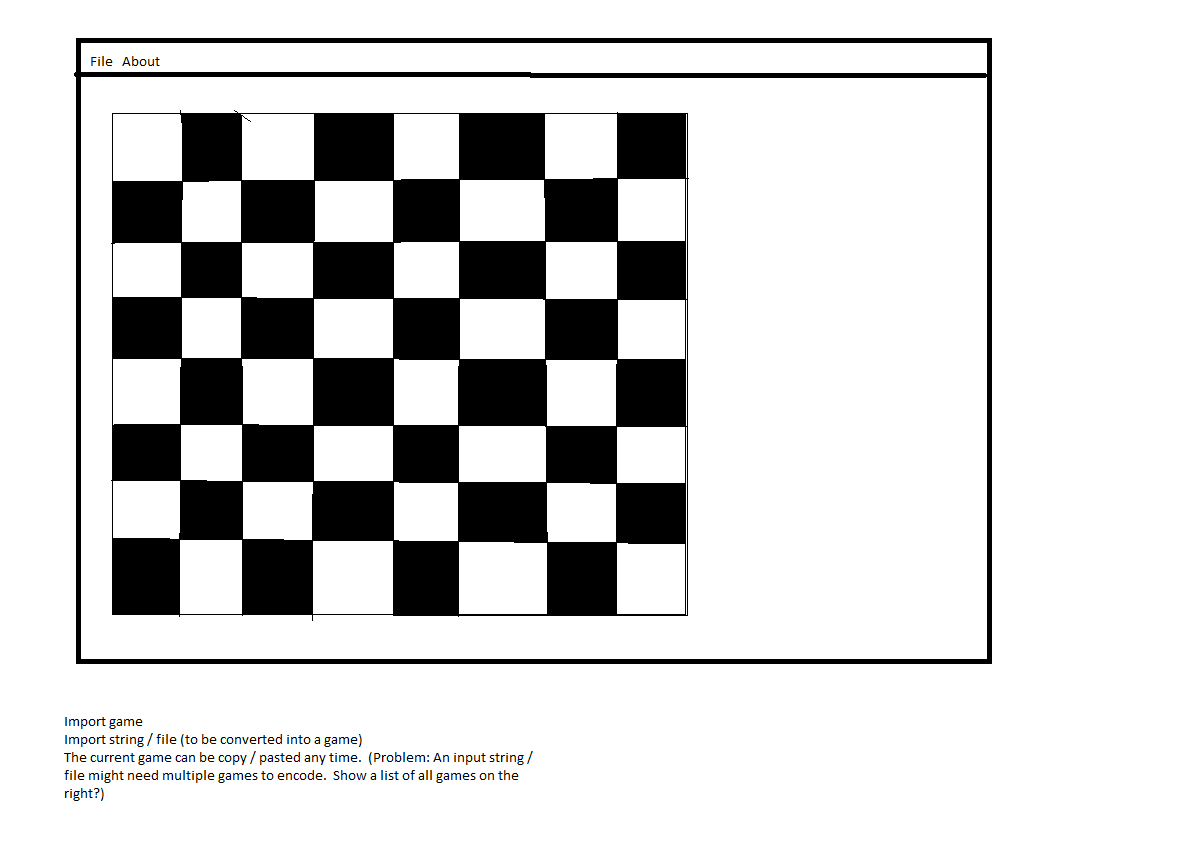 File About
Import game
Import string / file (to be converted into a game)
The current game can be copy / pasted any time. (Problem: An input string /
file might need multiple games to encode. Show a list of all games on the
right?)